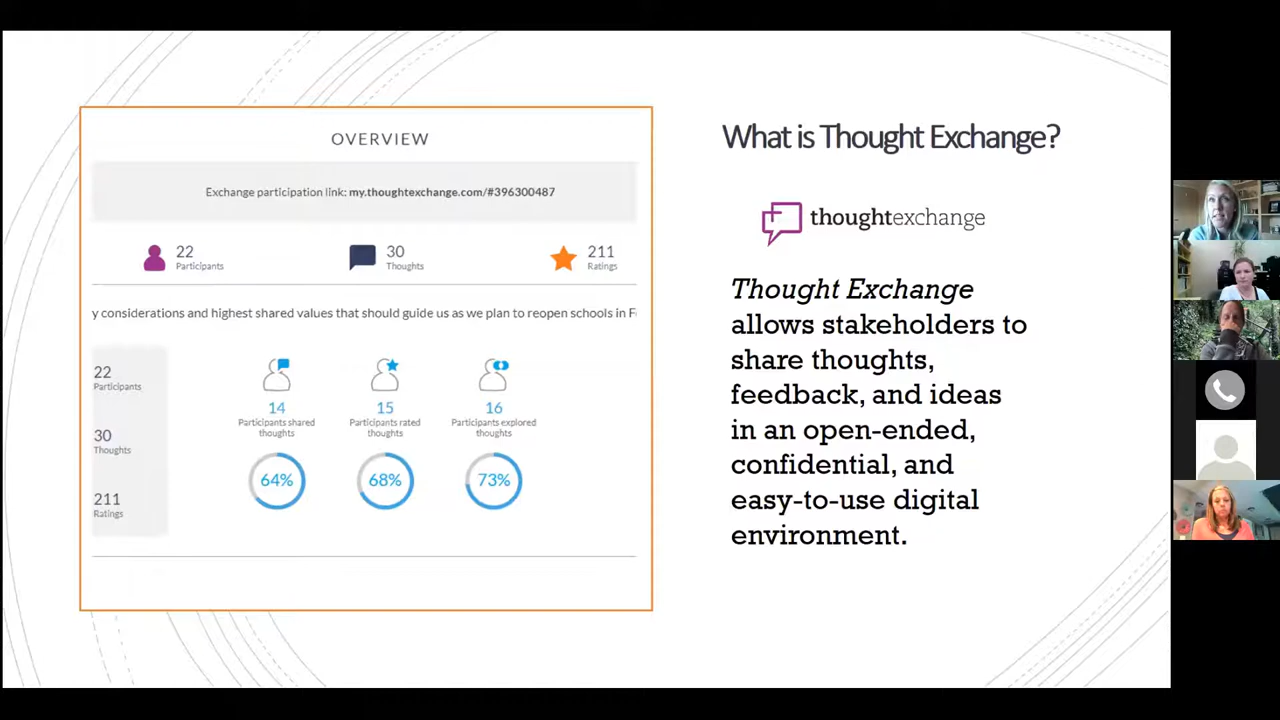 OVERVIEW
Exchange participation link: my.thoughtexchange.com/#396300487
22
Participants
30
Thoughts
211
Ratings
y considerations and highest shared values that should guide us as we plan to reopen schools in F
22
Participants
30
Thoughts
211
Ratings
14
Participants shared
thoughts
15
Participants rated
thoughts
16
Participants explored
thoughts
64%
68%
73%
What is Thought Exchange?
thoughtexchange
Thought Exchange
allows stakeholders to
share thoughts,
feedback, and ideas
in an open-ended,
confidential, and
easy-to-use digital
environment.